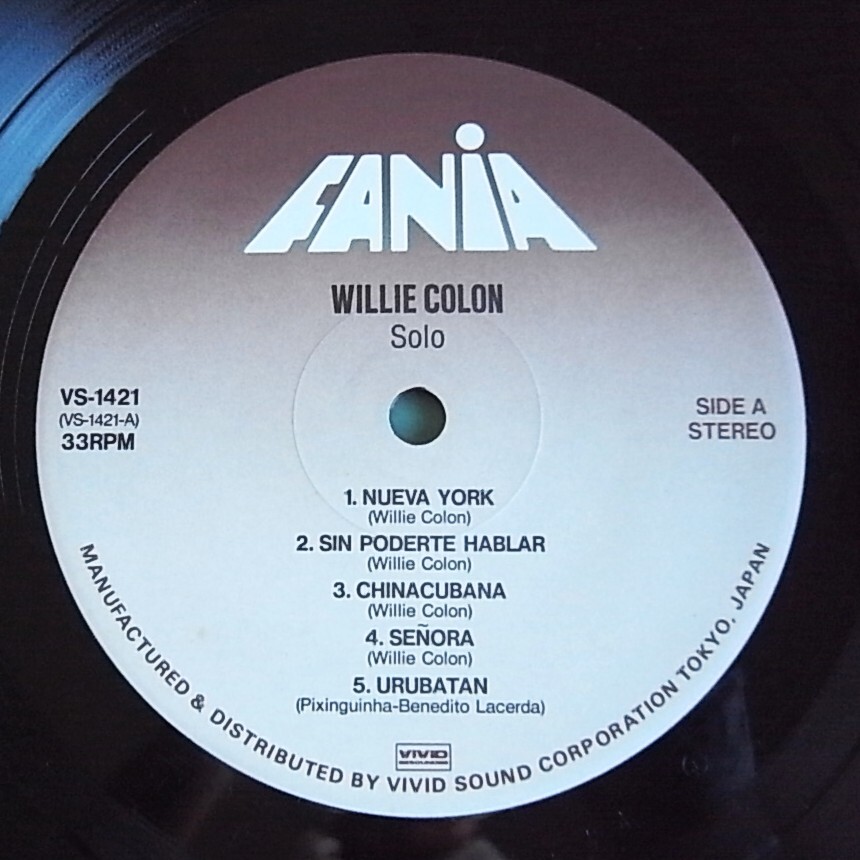 FANIA
WILLIE COLON
Solo
VS-1421
(VS-1421-A)
33RPM
SIDE A
STEREO
1. NUEVA YORK
(Willie Colon)
2. SIN PODERTE HABLAR
(Willie Colon)
3. CHINACUBANA
(Willie Colon)
4. SEÑORA
(Willie Colon)
5. URUBATAN
(Pixinguinha-Benedito Lacerda)
VIVID
MANUFACTURED & DISTRIBUTED BY VIVID SOUND CORPORATION TOKYO. JAPAN